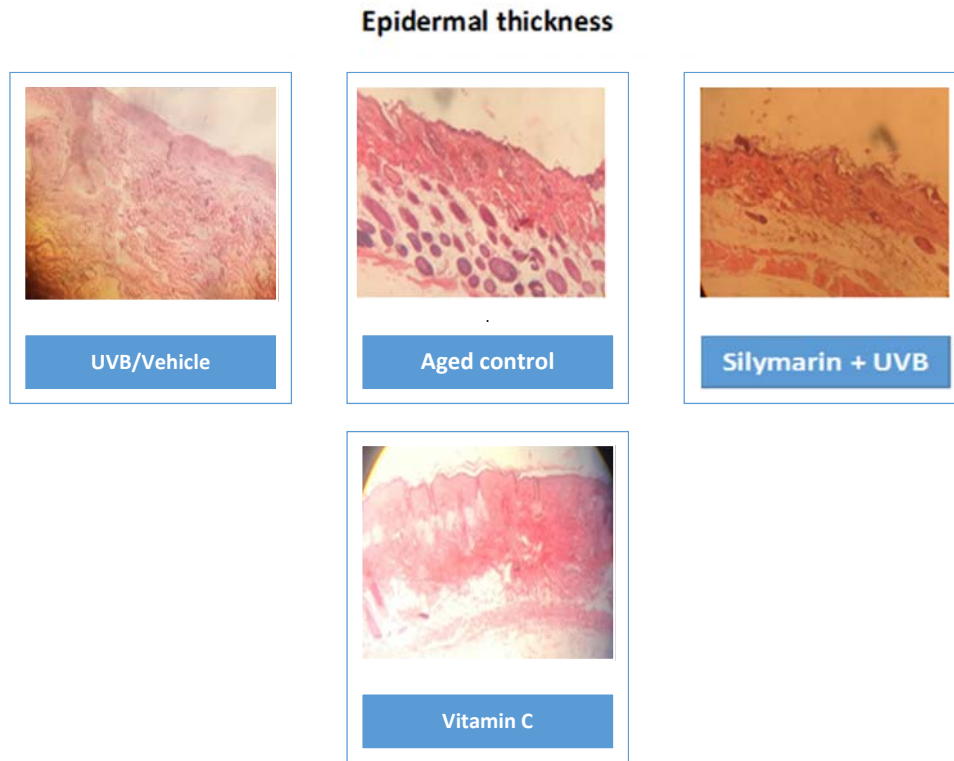 Epidermal thickness
.
UVB/Vehicle
Aged control
Silymarin + UVB
Vitamin C